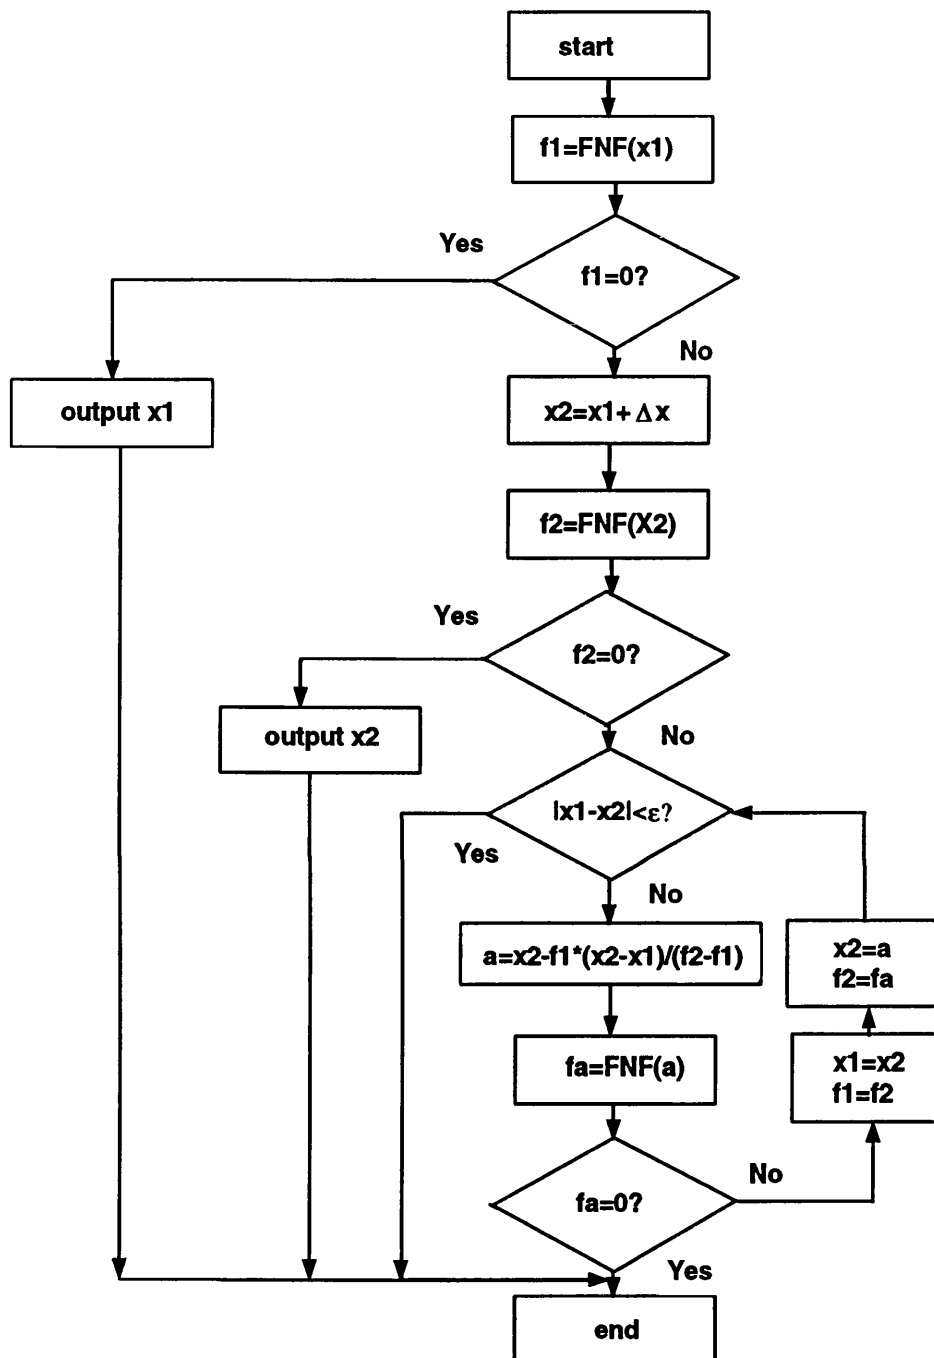 start
f1=FNF(x1)
Yes
f1=0?
No
output x1
x2=x1+Δx
f2=FNF(X2)
Yes
f2=0?
output x2
No
|x1-x2|<ε?
Yes
No
a=x2-f1*(x2-x1)/(f2-f1)
x2=a
f2=fa
fa=FNF(a)
x1=x2
f1=f2
No
fa=0?
Yes
end